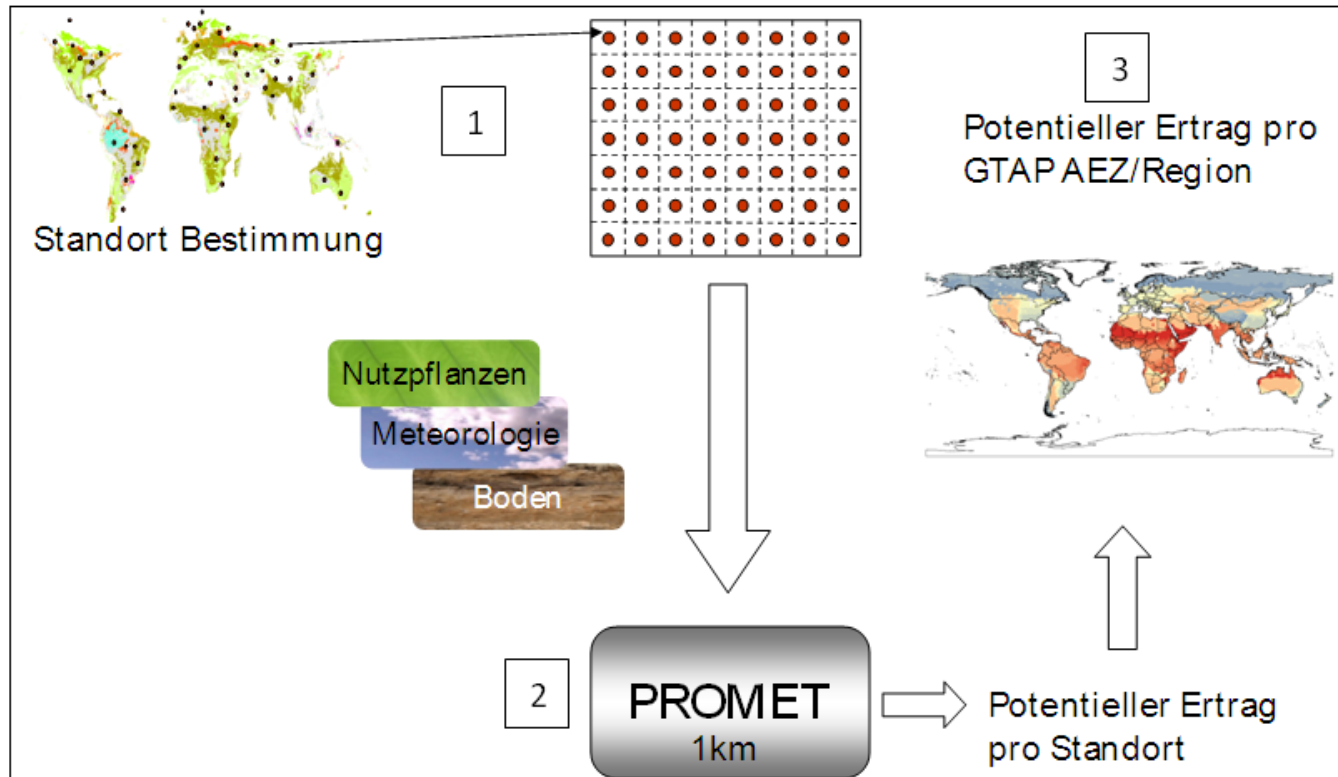 1
Standort Bestimmung
3
Potentieller Ertrag pro
GTAP AEZ/Region
Nutzpflanzen
Meteorologie
Boden
2
PROMET
1km
Potentieller Ertrag
pro Standort